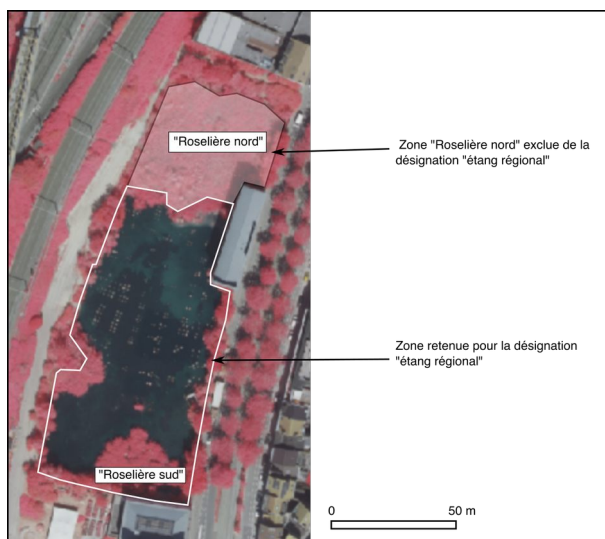 "Roselière nord"
Zone "Roselière nord" exclue de la
désignation "étang régional"
Zone retenue pour la désignation
"étang régional"
"Roselière sud"
0 50 m